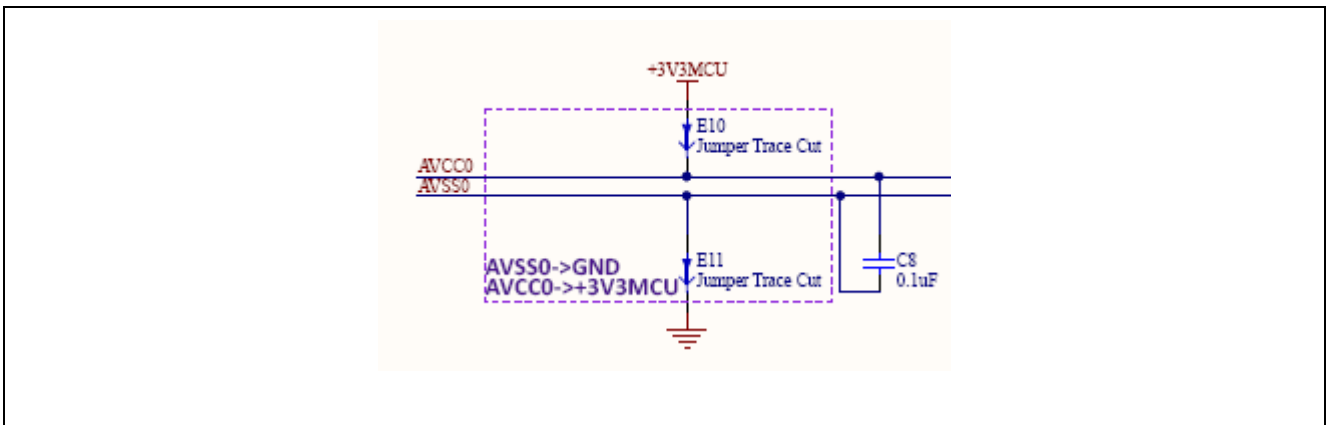 +3V3MCU
E10
Jumper Trace Cut
AVCC0
AVSS0
AVSS0->GND
AVCC0->+3V3MCU
E11
Jumper Trace Cut
C8
0.1uF